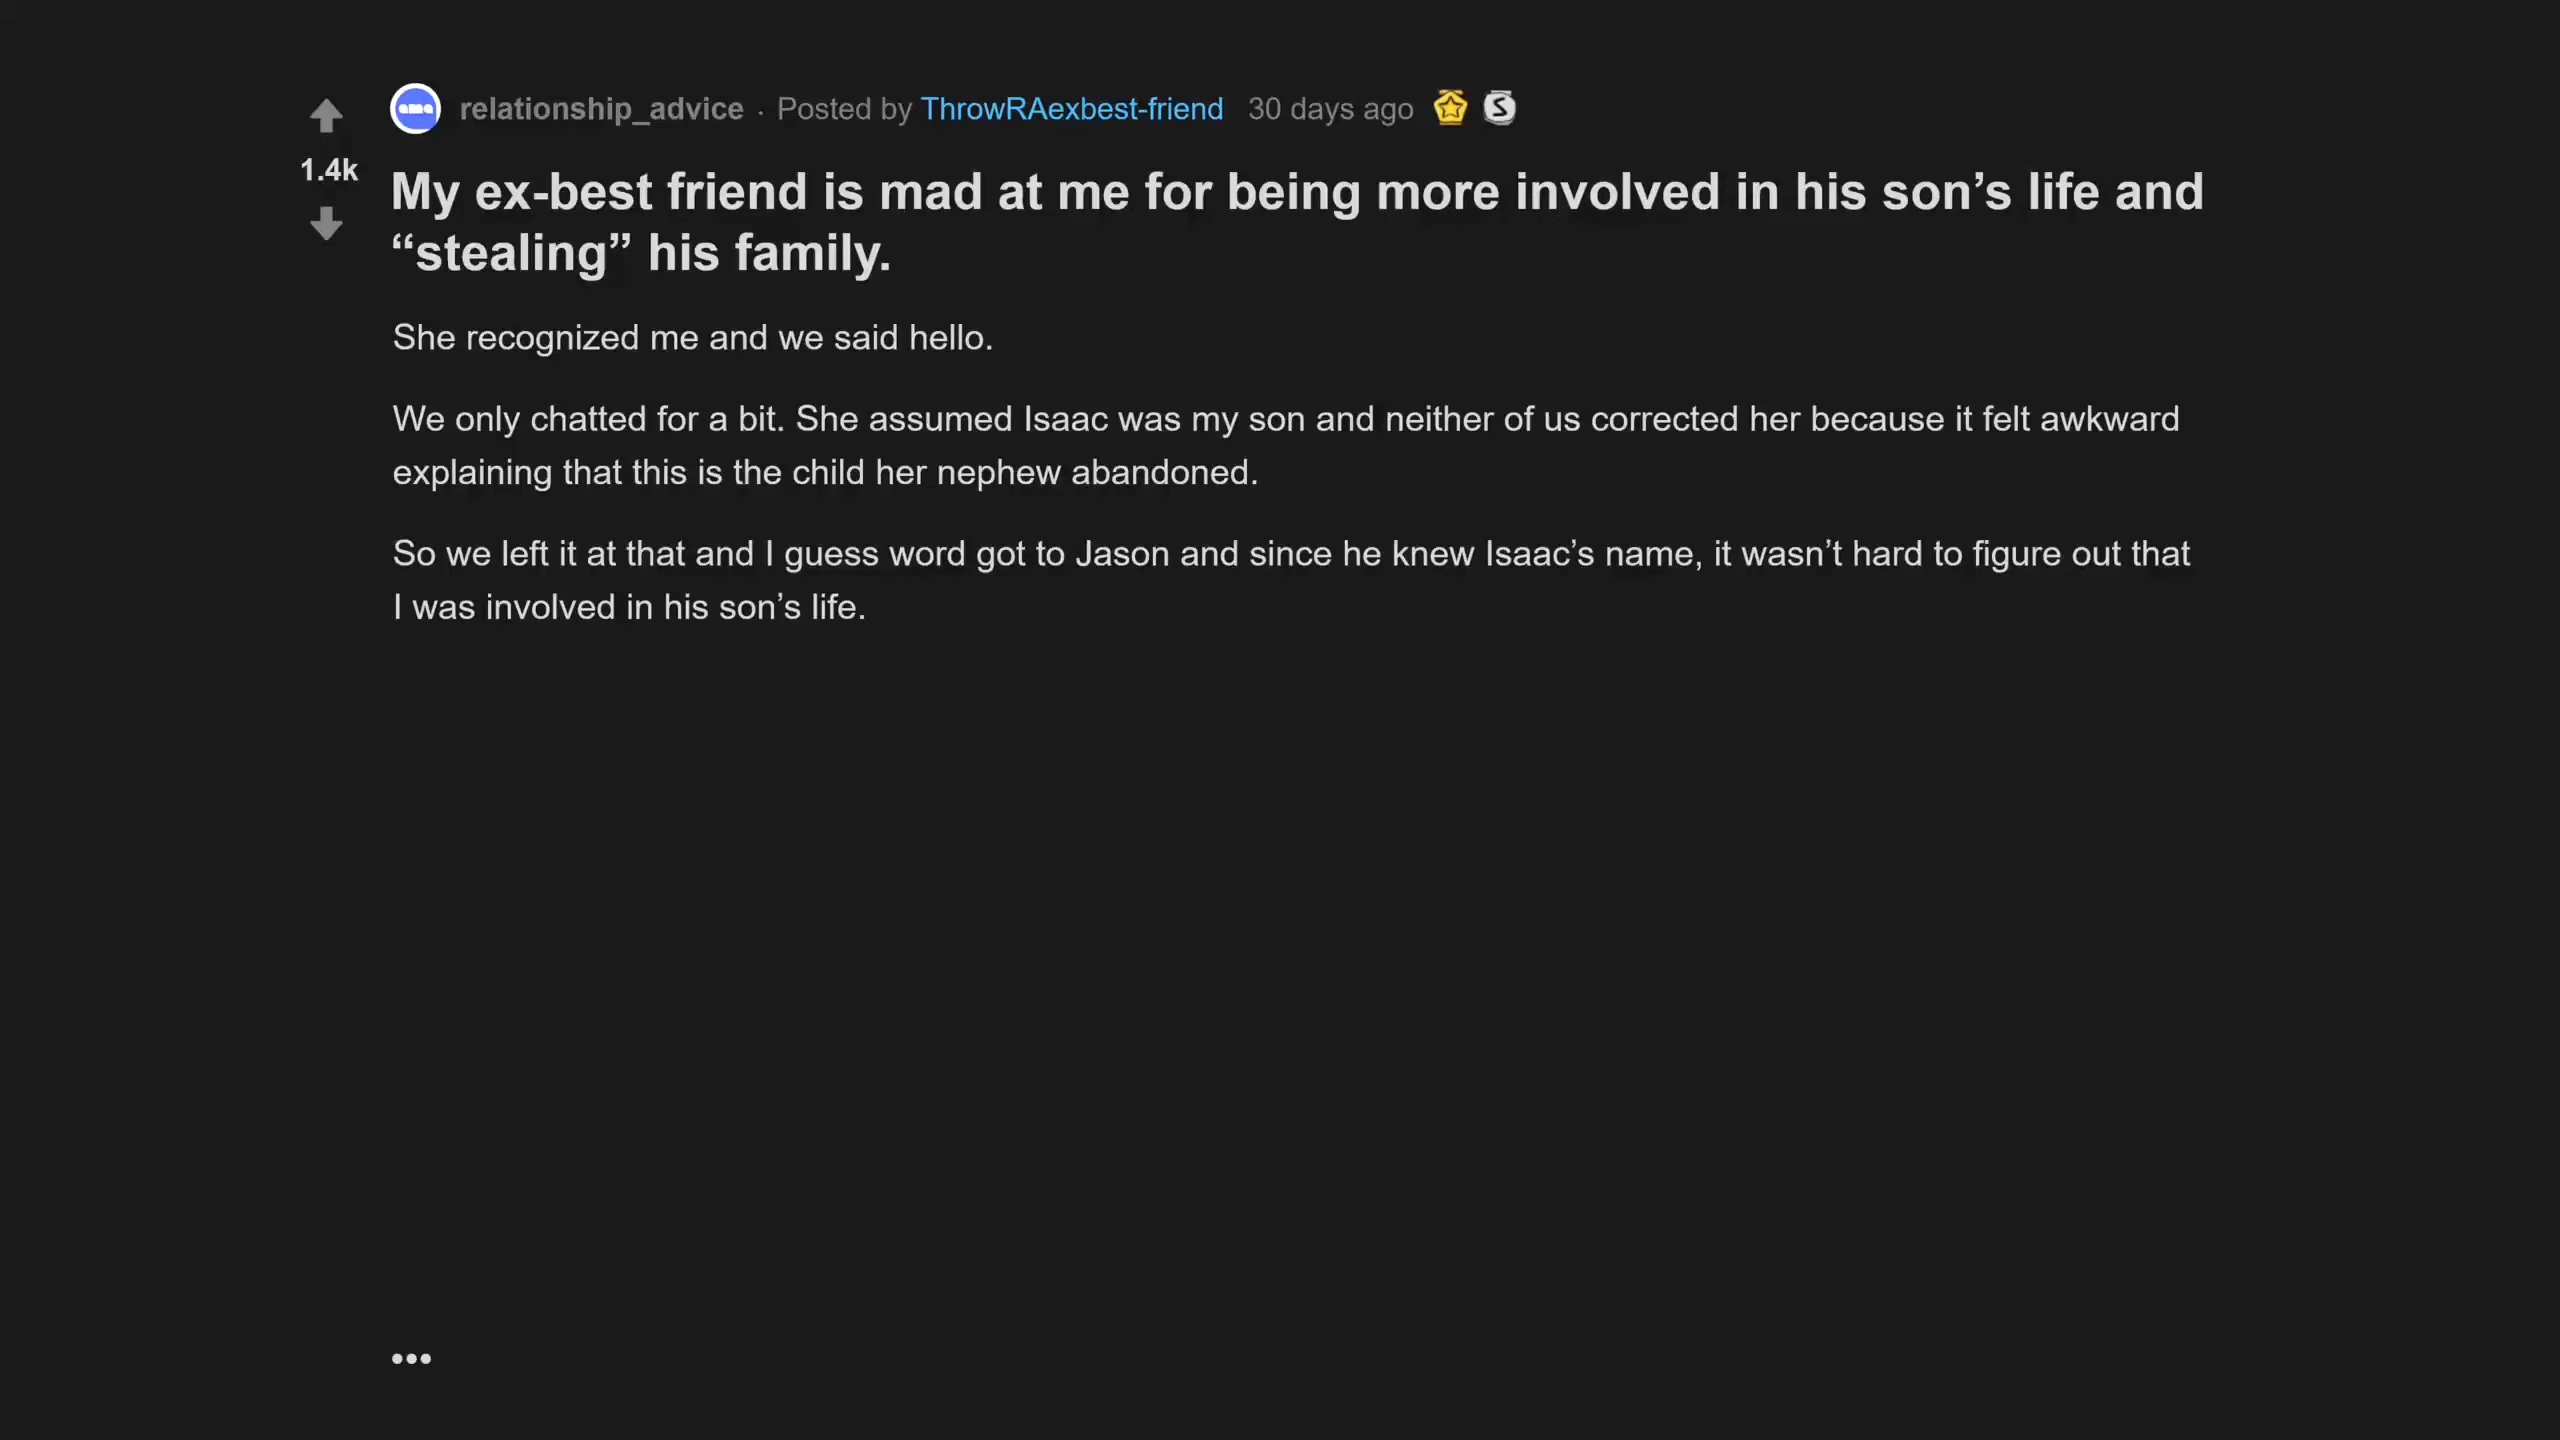 ama relationship_advice · Posted by ThrowRAexbest-friend 30 days ago S
1.4k
My ex-best friend is mad at me for being more involved in his son’s life and
“stealing” his family.
She recognized me and we said hello.
We only chatted for a bit. She assumed Isaac was my son and neither of us corrected her because it felt awkward
explaining that this is the child her nephew abandoned.
So we left it at that and I guess word got to Jason and since he knew Isaac’s name, it wasn’t hard to figure out that
I was involved in his son’s life.
•••